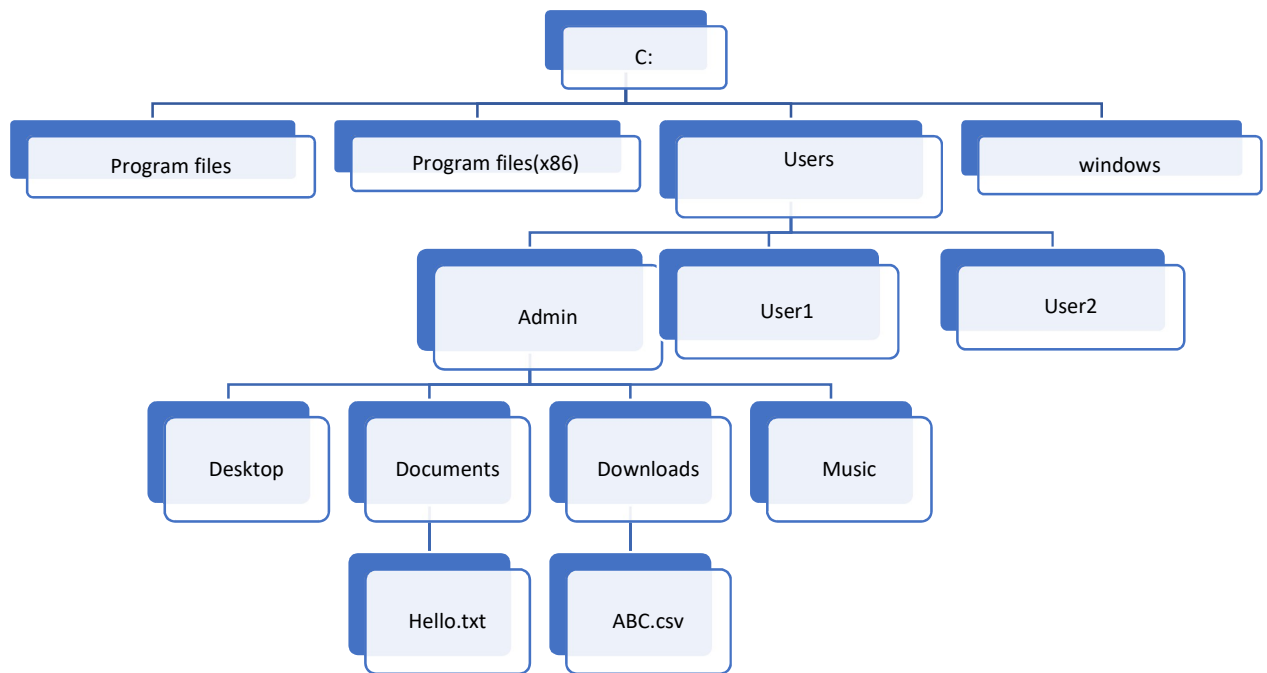 C:
Program files
Program files(x86)
Users
windows
Admin
User1
User2
Desktop
Documents
Downloads
Music
Hello.txt
ABC.csv